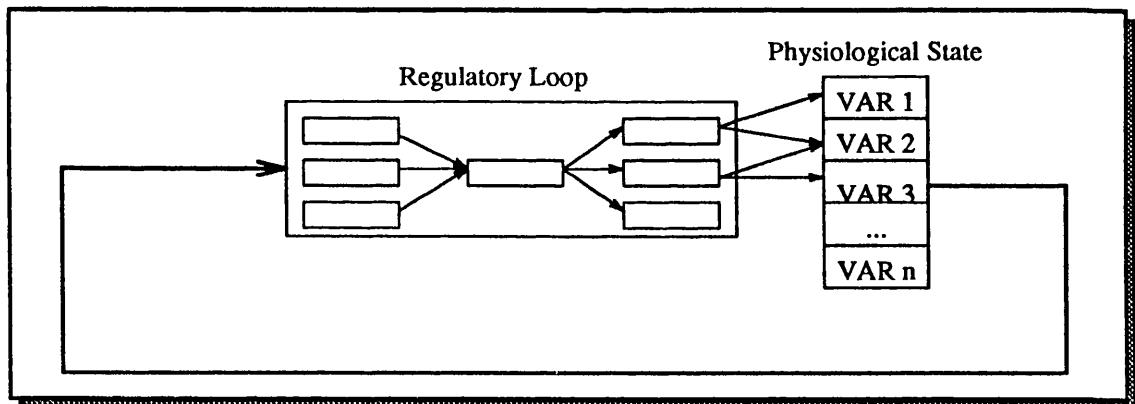 Physiological State
Regulatory Loop
VAR 1
VAR 2
VAR 3
...
VAR n